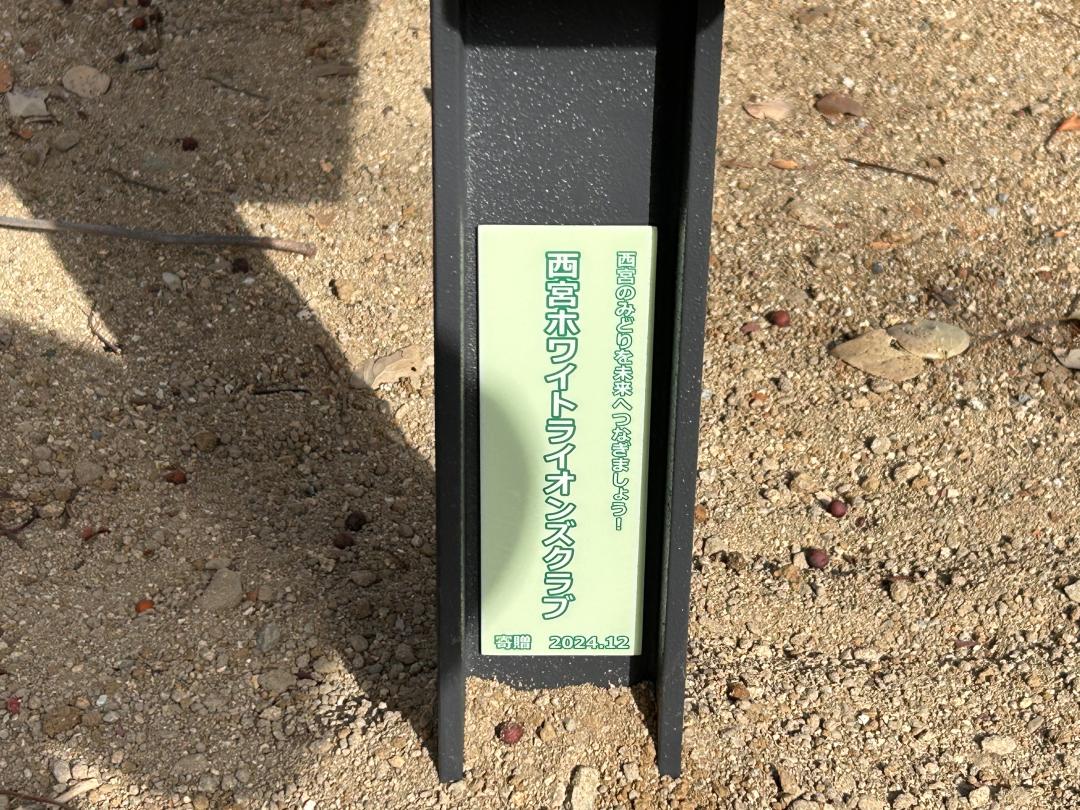 西宮のみどりを未来へつなぎましょう！
西宮ホワイトライオンズクラブ
寄贈　2024.12